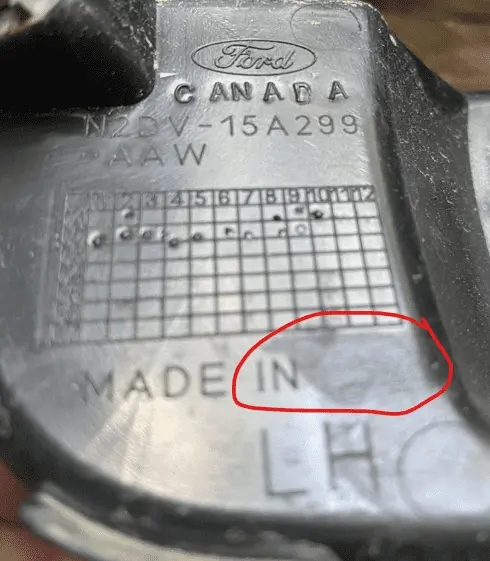 Ford
CANADA
N2DV-15A299
-AAW
1 2 3 4 5 6 7 8 9 10 11 12
MADE IN
LH